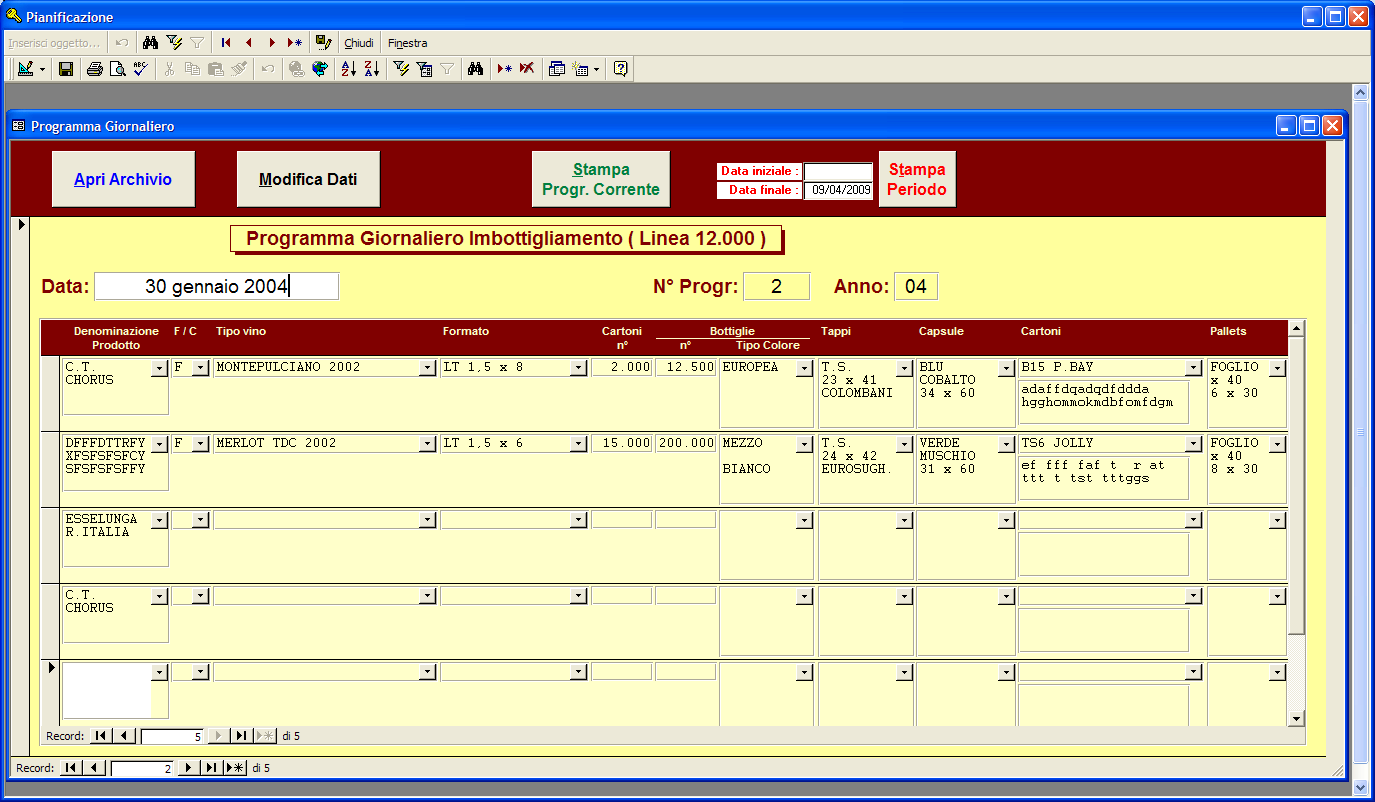 Pianificazione
Inserisci oggetto... Chiudi Finestra
Programma Giornaliero
Apri Archivio
Modifica Dati
Stampa
Progr. Corrente
Data iniziale :
Data finale : 09/04/2009
Stampa
Periodo
Programma Giornaliero Imbottigliamento ( Linea 12.000 )
Data: 30 gennaio 2004 N° Progr: 2 Anno: 04
Denominazione F / C Tipo vino Formato Cartoni Bottiglie Tappi Capsule Cartoni Pallets
Prodotto n° n° Tipo Colore
C.T. F MONTEPULCIANO 2002 LT 1,5 x 8 2.000 12.500 EUROPEA T.S. BLU B15 P.BAY FOGLIO
CHORUS 23 x 41 COBALTO adaffdqadqdfddda x 40
COLOMBANI 34 x 60 hgghommokmdbfomfdgm 6 x 30
DFFFDTTRFY F MERLOT TDC 2002 LT 1,5 x 6 15.000 200.000 MEZZO T.S. VERDE TS6 JOLLY FOGLIO
XFSFSFSFCY 24 x 42 MUSCHIO ef fff faf t r at x 40
SFSFSFSFFY BIANCO EUROSUGH. 31 x 60 ttt t tst tttggs 8 x 30
ESSELUNGA
R.ITALIA
C.T.
CHORUS
Record: 5 di 5
Record: 2 di 5